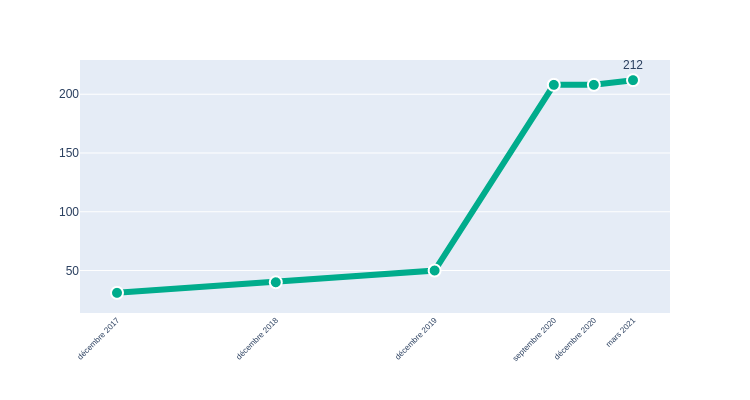 212
200
150
100
50
décembre 2017
décembre 2018
décembre 2019
septembre 2020
décembre 2020
mars 2021